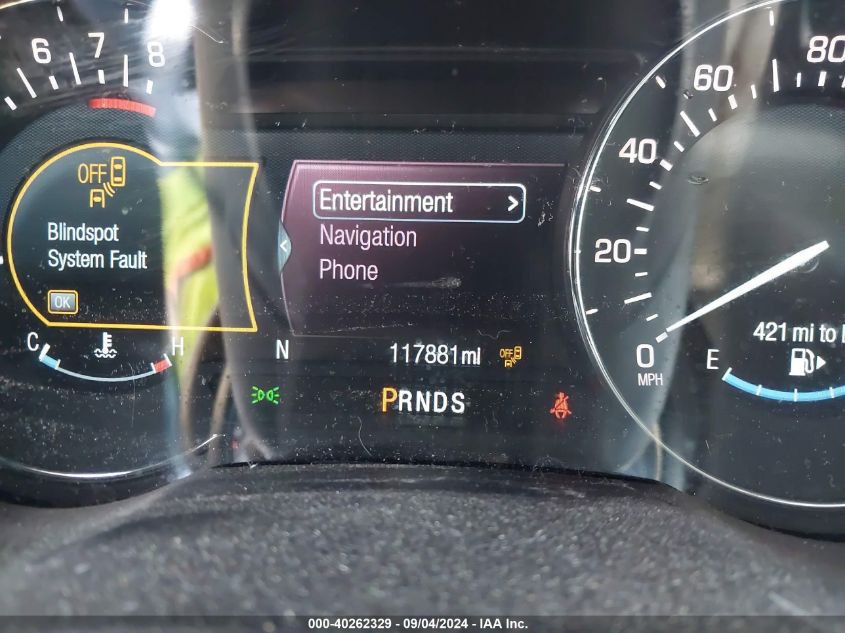 6 7 8
OFF
Blindspot
System Fault
OK
C H
Entertainment >
Navigation
Phone
N 117881mi OFF
PRNDS
0 20 40 60 80
MPH
421 mi to
E
000-40262329 - 09/04/2024 - IAA Inc.